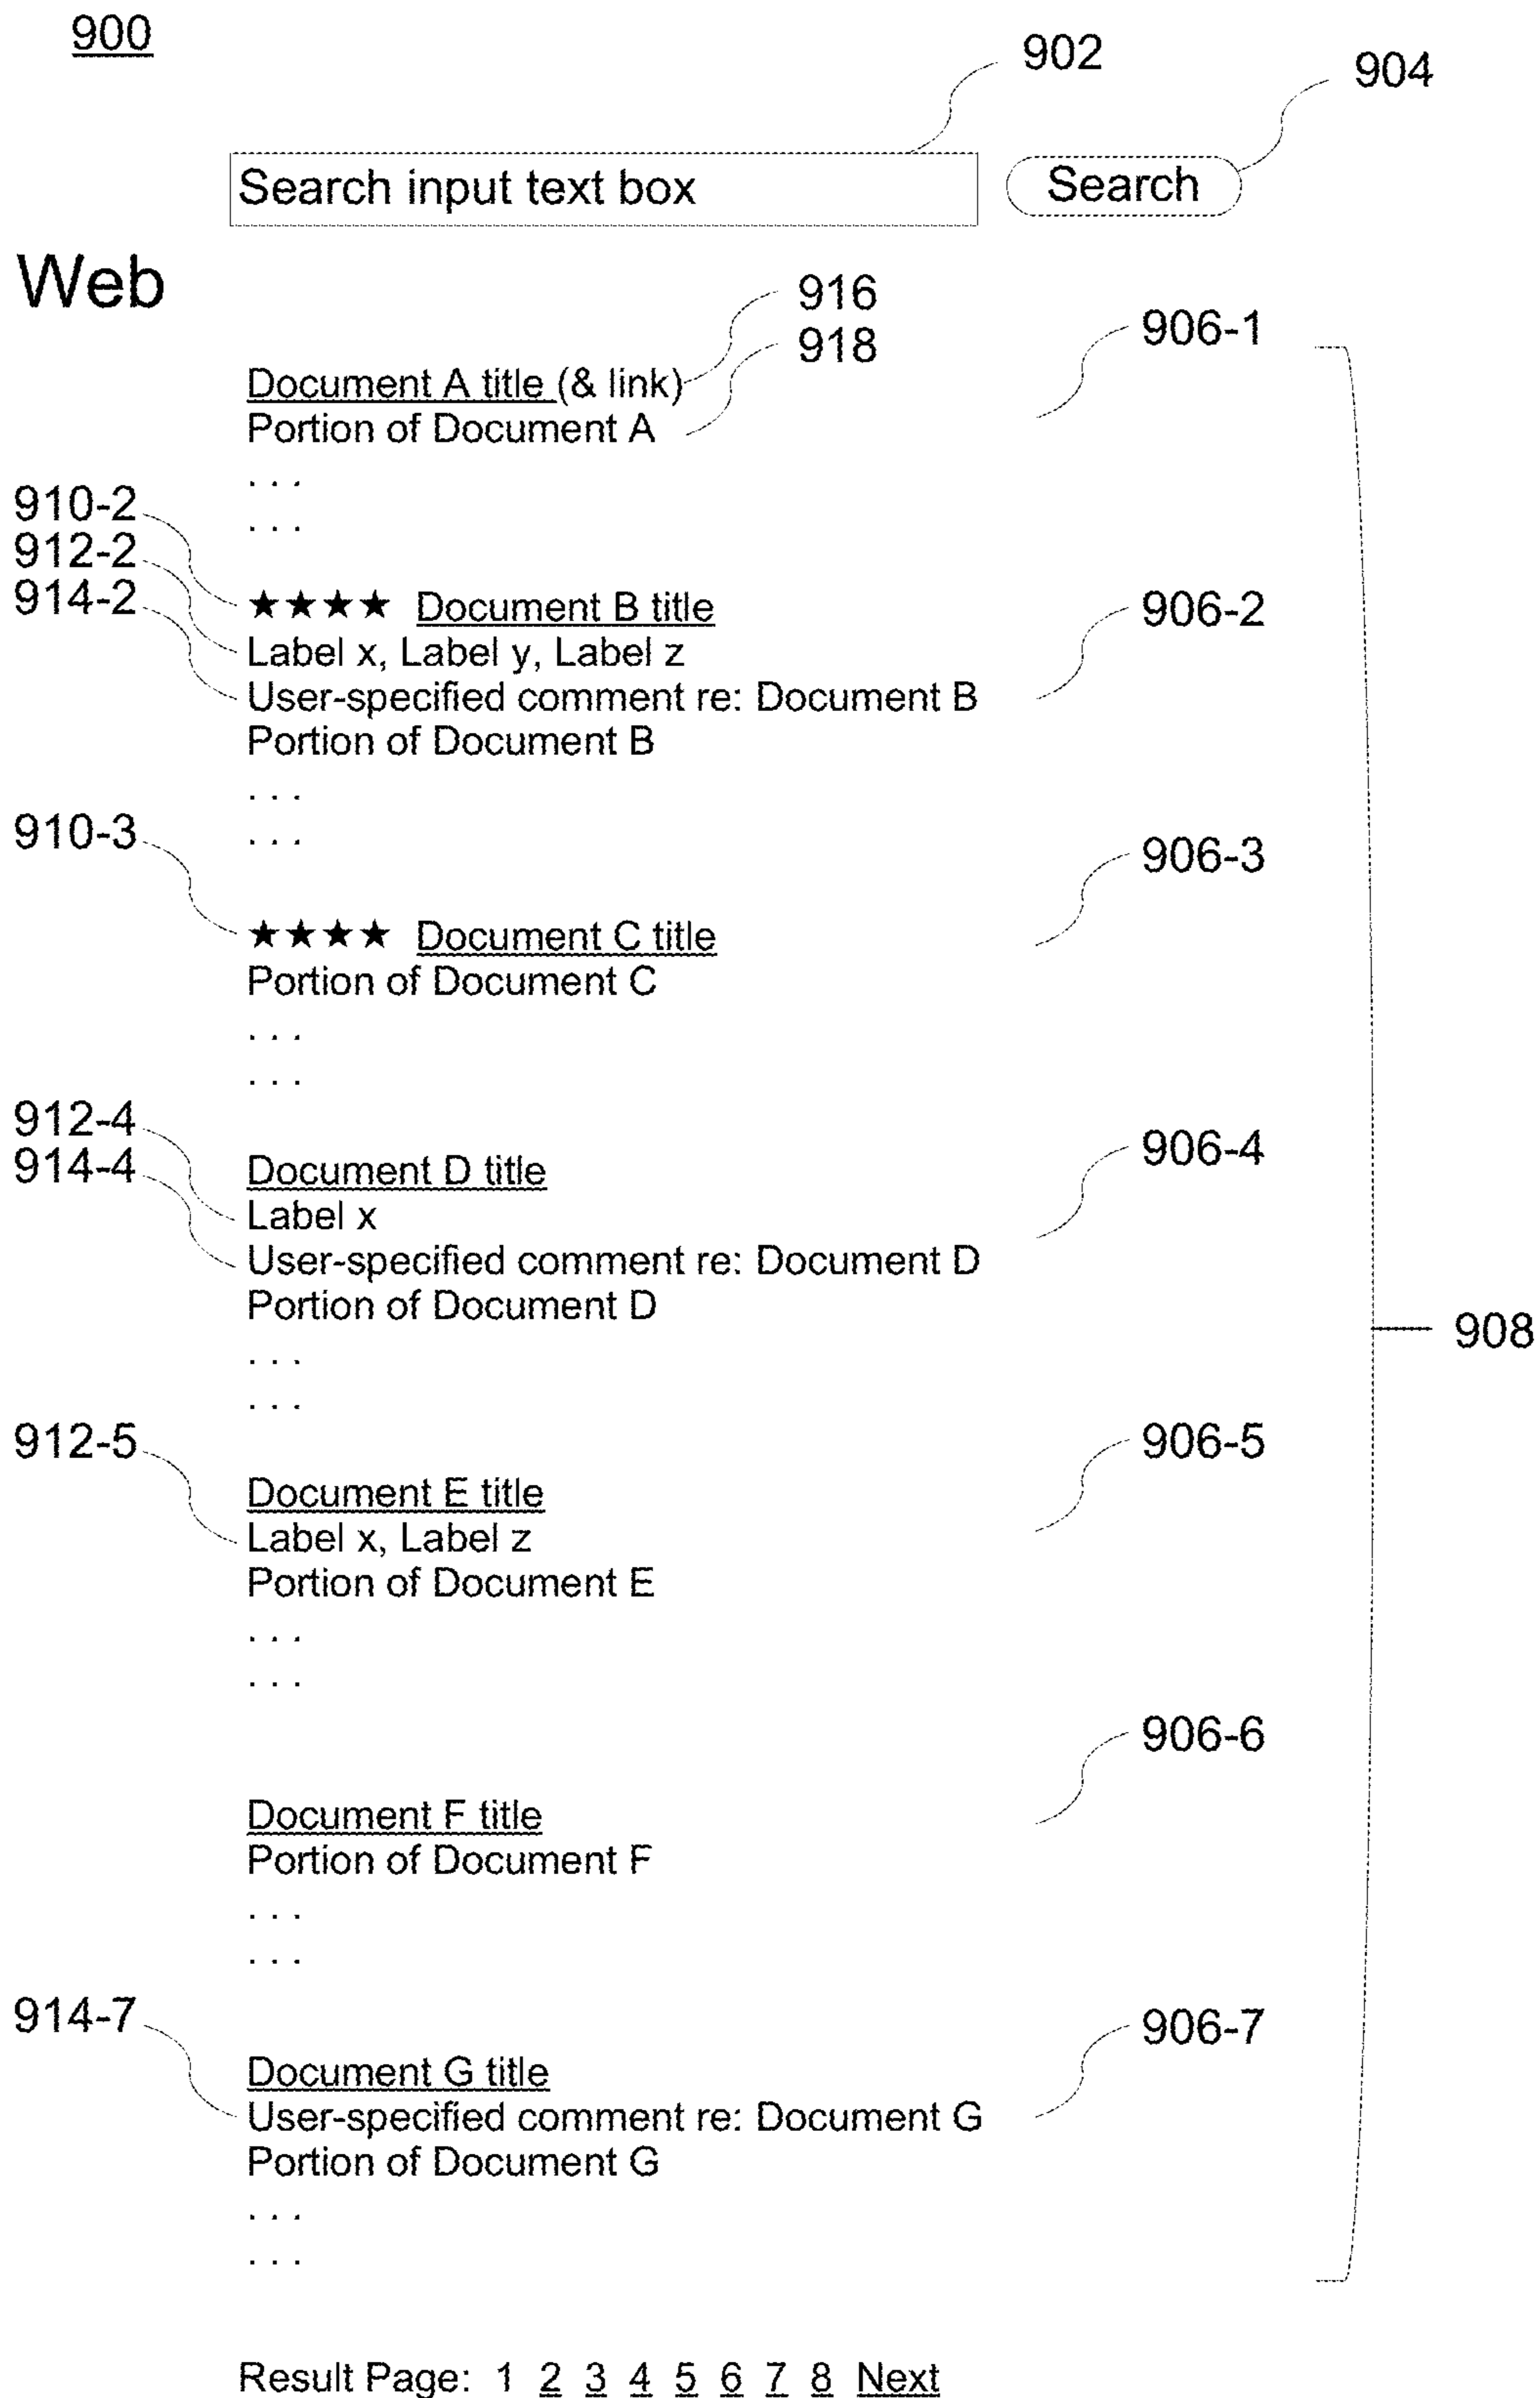 900
902
904
Search input text box
Search
Web
916
918
906-1
Document A title (& link)
Portion of Document A
. . .
. . .
910-2
912-2
914-2
★★★★ Document B title
906-2
Label x, Label y, Label z
User-specified comment re: Document B
Portion of Document B
. . .
. . .
910-3
906-3
★★★★ Document C title
Portion of Document C
. . .
. . .
912-4
914-4
906-4
Document D title
Label x
User-specified comment re: Document D
Portion of Document D
908
. . .
. . .
912-5
906-5
Document E title
Label x, Label z
Portion of Document E
. . .
. . .
906-6
Document F title
Portion of Document F
. . .
. . .
914-7
906-7
Document G title
User-specified comment re: Document G
Portion of Document G
. . .
. . .
Result Page: 1 2 3 4 5 6 7 8 Next